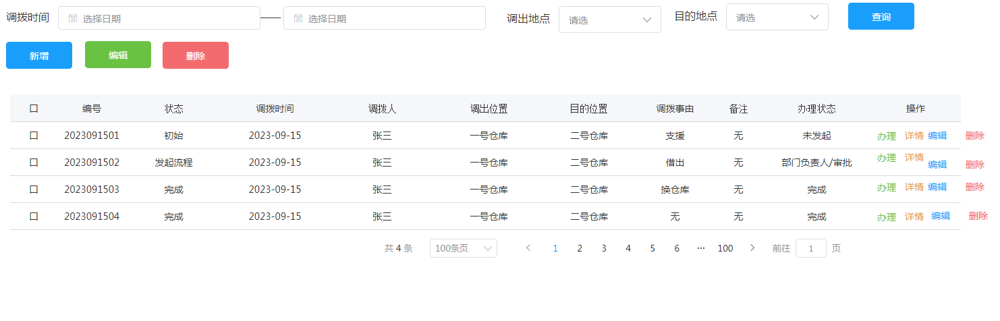 调拨时间 选择日期 —— 选择日期 调出地点 请选 目的地点 请选 查询
新增 编辑 删除
口 编号 状态 调拨时间 调拨人 调出位置 目的位置 调拨事由 备注 办理状态 操作
口 2023091501 初始 2023-09-15 张三 一号仓库 二号仓库 支援 无 未发起 办理 详情 编辑 删除
口 2023091502 发起流程 2023-09-15 张三 一号仓库 二号仓库 借出 无 部门负责人/审批 办理 详情 编辑 删除
口 2023091503 完成 2023-09-15 张三 一号仓库 二号仓库 换仓库 无 完成 办理 详情 编辑 删除
口 2023091504 完成 2023-09-15 张三 一号仓库 二号仓库 无 无 完成 办理 详情 编辑 删除
共 4 条 100条页 < 1 2 3 4 5 6 ··· 100 > 前往 1 页